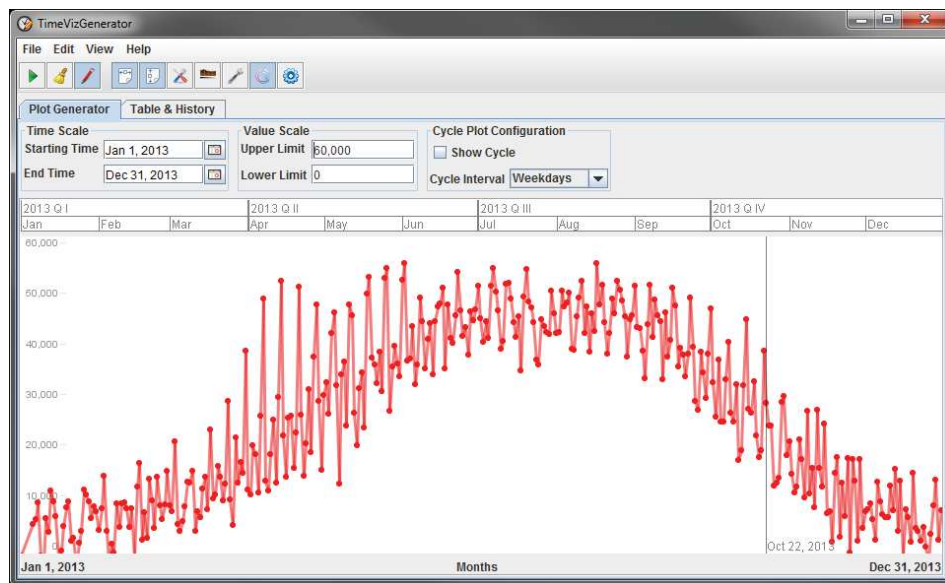 TimeVizGenerator
File Edit View Help
Plot Generator Table & History
Time Scale Value Scale Cycle Plot Configuration
Starting Time Jan 1, 2013 Upper Limit 60,000 Show Cycle
End Time Dec 31, 2013 Lower Limit 0 Cycle Interval Weekdays
2013 Q I 2013 Q II 2013 Q III 2013 Q IV
Jan Feb Mar Apr May Jun Jul Aug Sep Oct Nov Dec
60,000
50,000
40,000
30,000
20,000
10,000
0
Oct 22, 2013
Jan 1, 2013 Months Dec 31, 2013